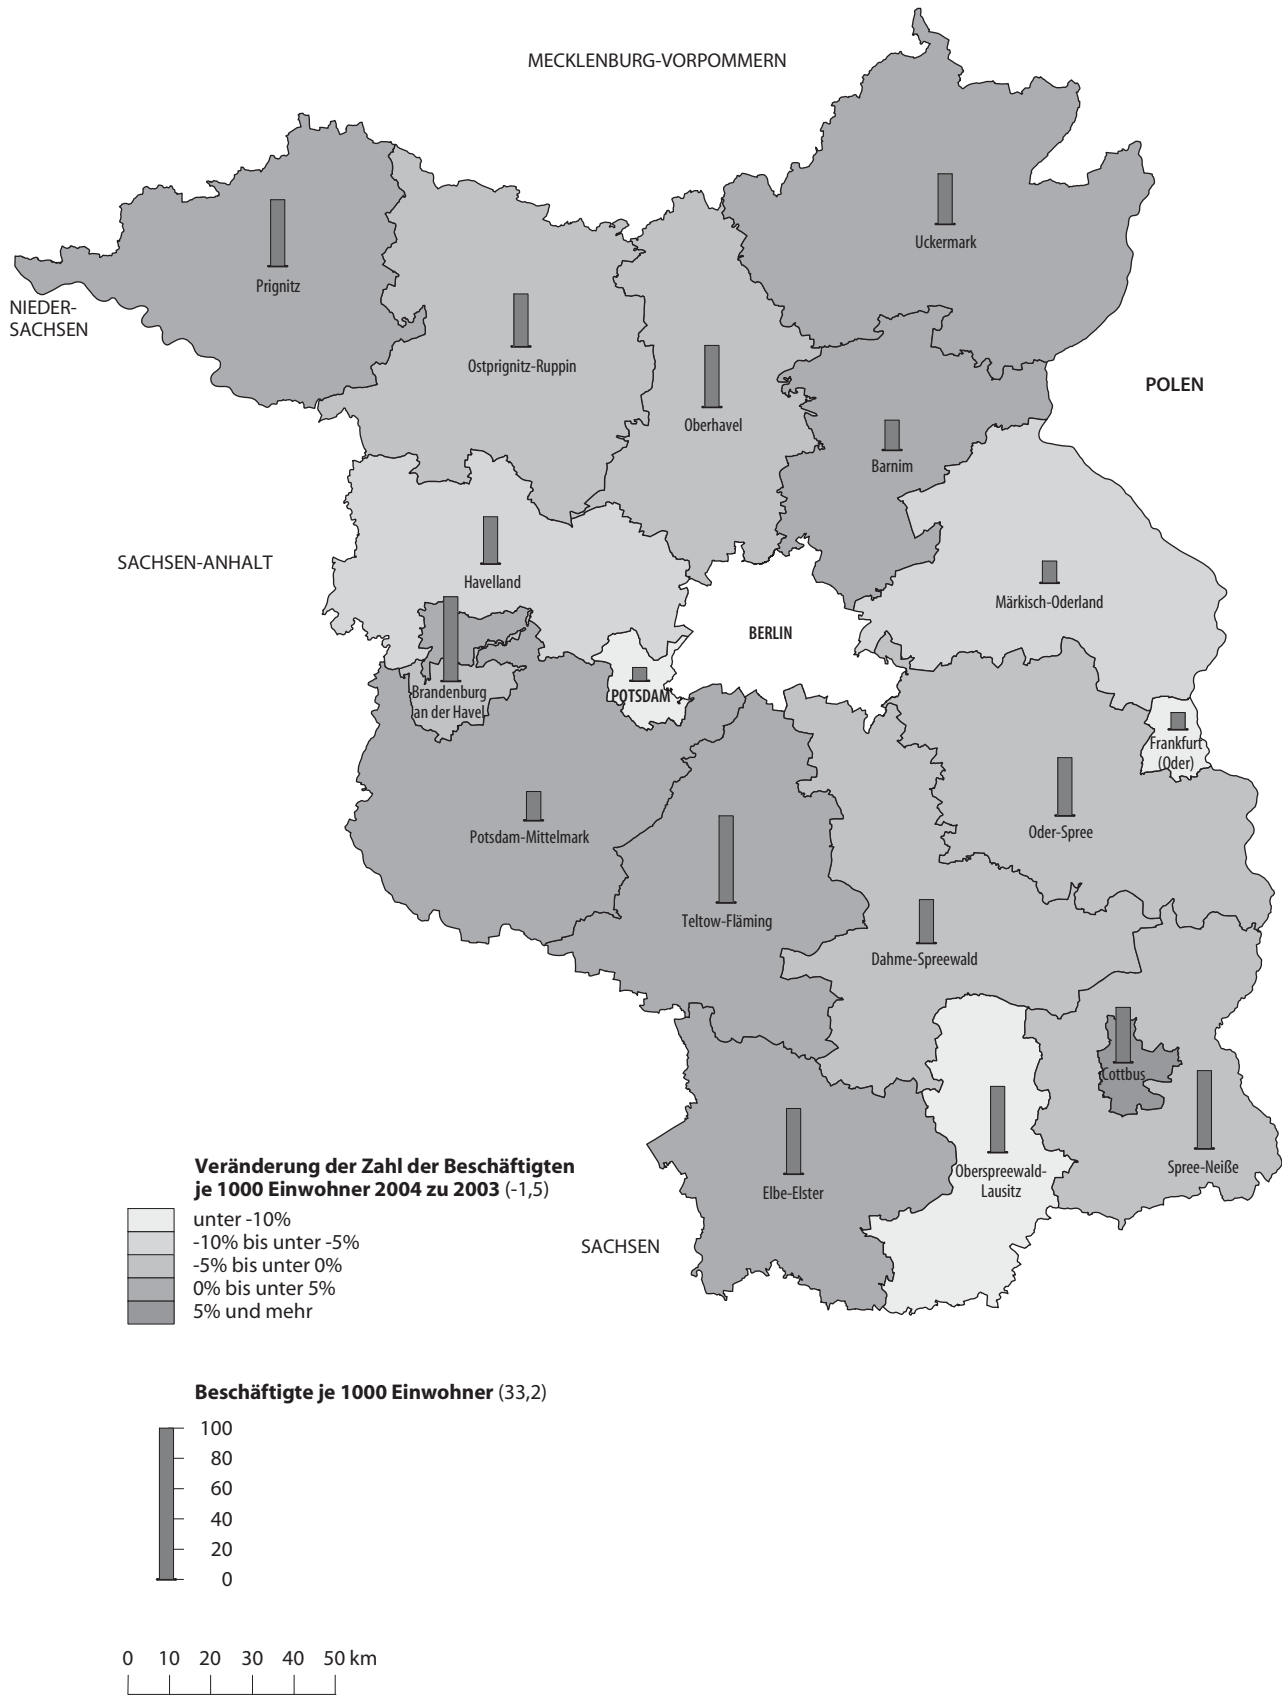 MECKLENBURG-VORPOMMERN
Uckermark
Prignitz
NIEDER-
SACHSEN
Ostprignitz-Ruppin
POLEN
Oberhavel
Barnim
SACHSEN-ANHALT
Havelland
Märkisch-Oderland
BERLIN
Brandenburg
an der Havel
POTSDAM
Frankfurt
(Oder)
Potsdam-Mittelmark
Oder-Spree
Teltow-Fläming
Dahme-Spreewald
Cottbus
Oberspreewald-
Lausitz
Spree-Neiße
Elbe-Elster
SACHSEN
Veränderung der Zahl der Beschäftigten
je 1000 Einwohner 2004 zu 2003 (-1,5)
unter -10%
-10% bis unter -5%
-5% bis unter 0%
0% bis unter 5%
5% und mehr
Beschäftigte je 1000 Einwohner (33,2)
100
80
60
40
20
0
0 10 20 30 40 50 km